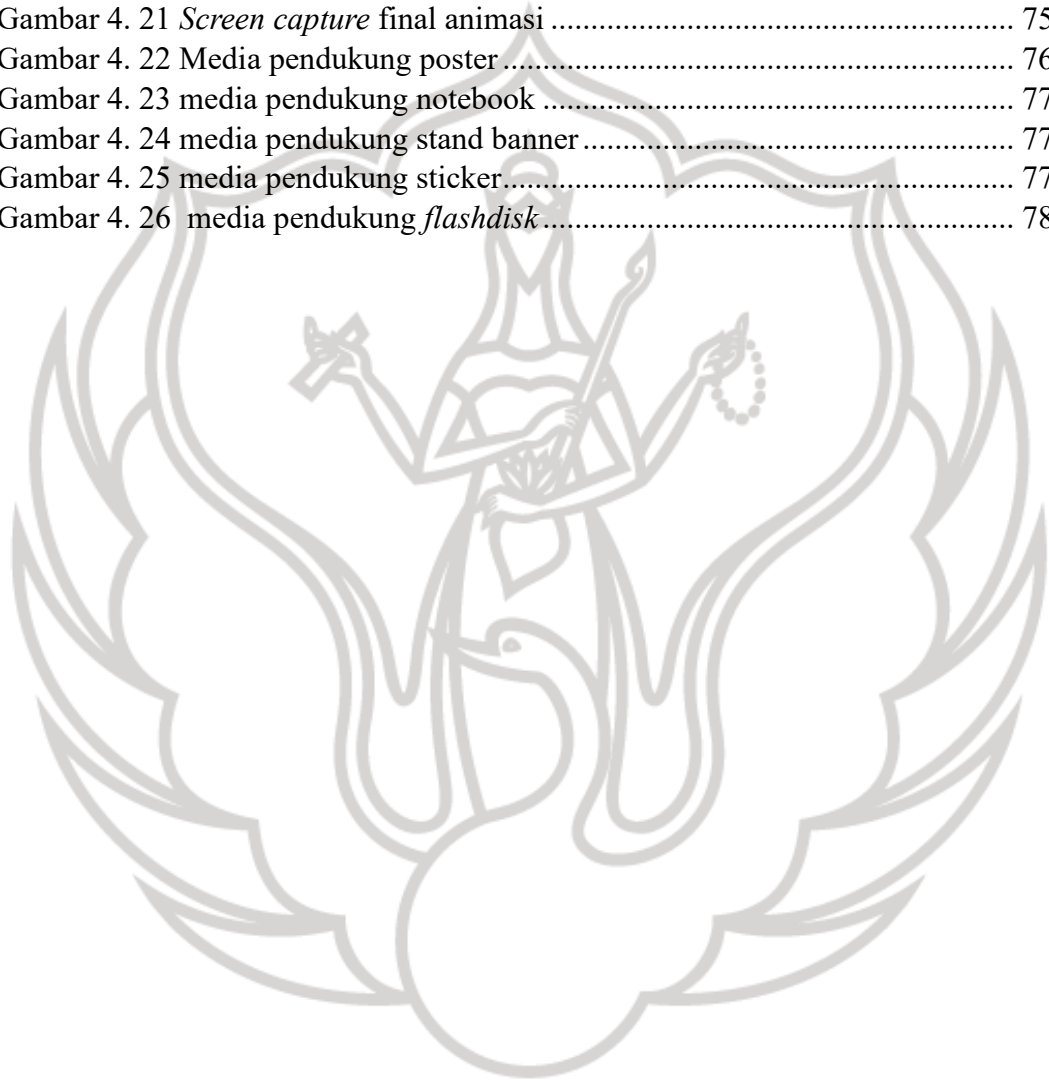 Gambar 4. 21 Screen capture final animasi ........................................................ 75
Gambar 4. 22 Media pendukung poster .............................................................. 76
Gambar 4. 23 media pendukung notebook ......................................................... 77
Gambar 4. 24 media pendukung stand banner .................................................... 77
Gambar 4. 25 media pendukung sticker.............................................................. 77
Gambar 4. 26  media pendukung flashdisk ......................................................... 78